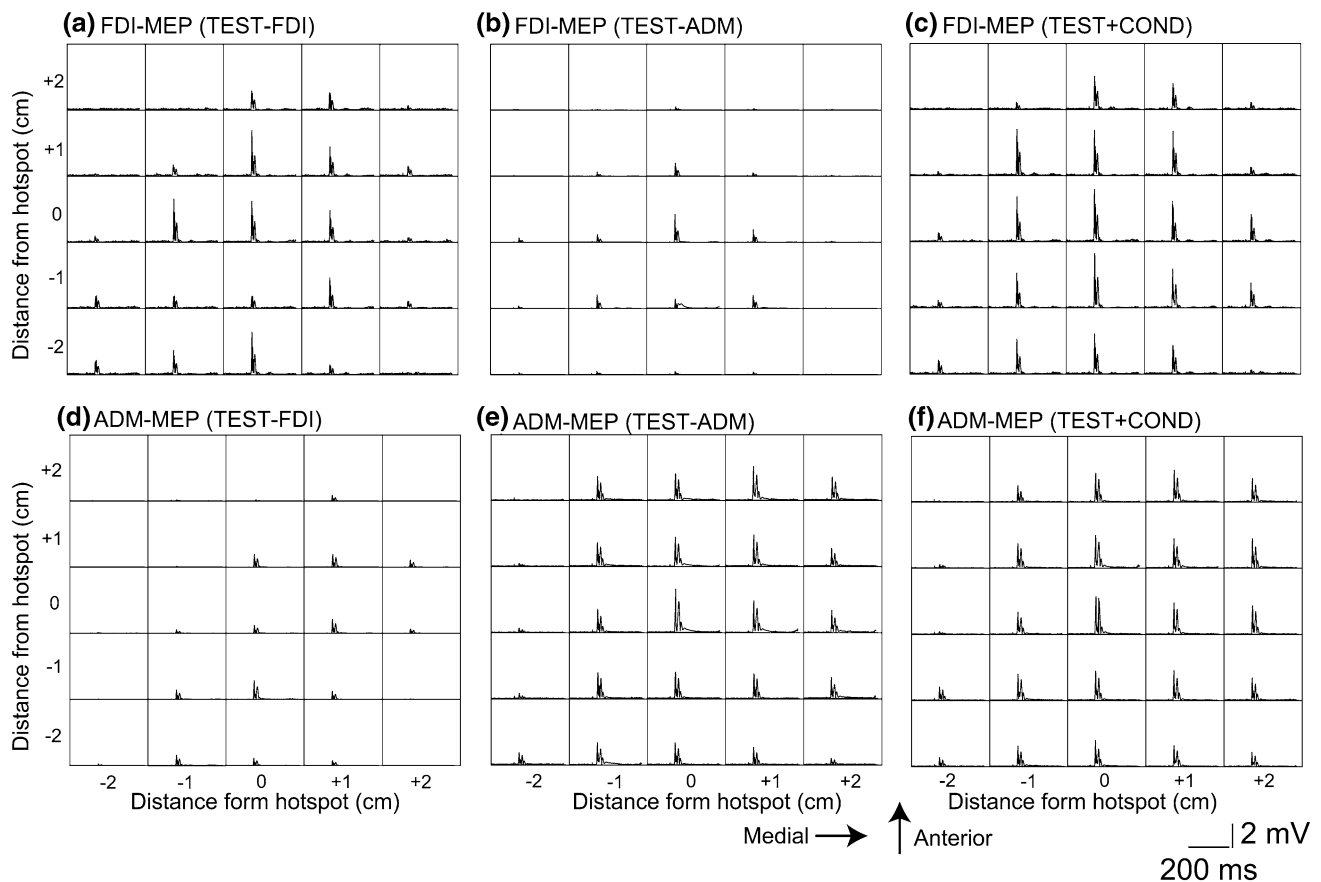 (a) FDI-MEP (TEST-FDI)
(b) FDI-MEP (TEST-ADM)
(c) FDI-MEP (TEST+COND)
Distance from hotspot (cm)
+2
+1
0
-1
-2
(d) ADM-MEP (TEST-FDI)
(e) ADM-MEP (TEST-ADM)
(f) ADM-MEP (TEST+COND)
Distance from hotspot (cm)
+2
+1
0
-1
-2
-2 -1 0 +1 +2
-2 -1 0 +1 +2
-2 -1 0 +1 +2
Distance form hotspot (cm)
Distance form hotspot (cm)
Distance form hotspot (cm)
Medial
Anterior
2 mV
200 ms